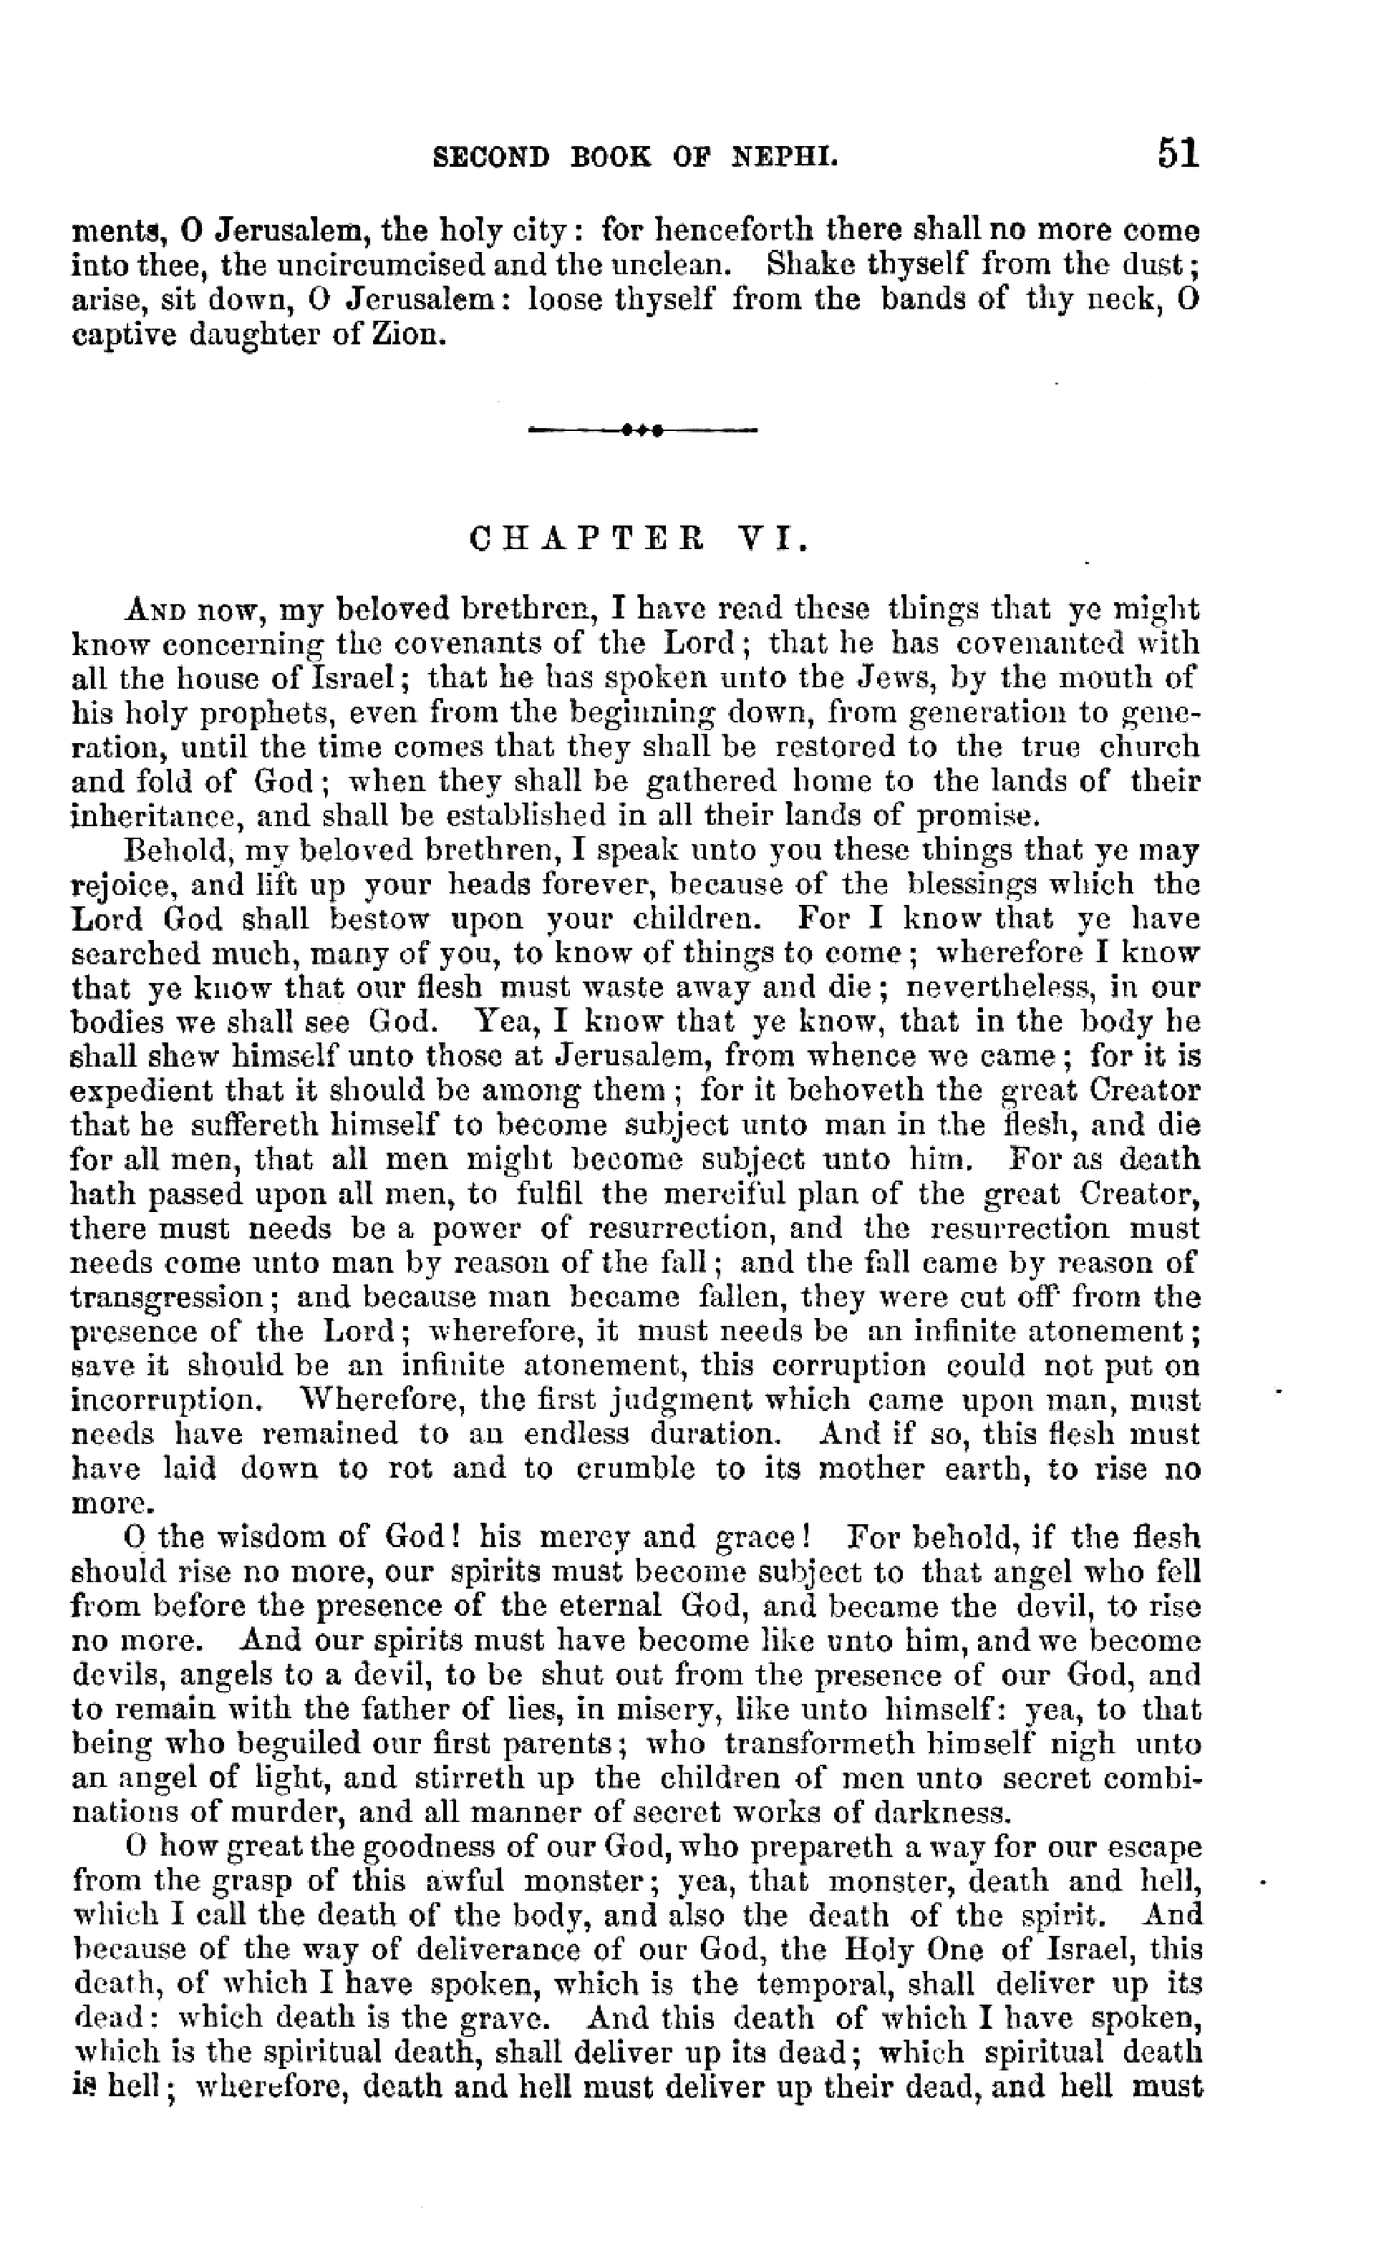 SECOND BOOK OF NEPHI. 51
ments, O Jerusalem, the holy city: for henceforth there shall no more come
into thee, the uncircumcised and the unclean. Shake thyself from the dust;
arise, sit down, O Jerusalem: loose thyself from the bands of thy neck, O
captive daughter of Zion.
CHAPTER VI.
AND now, my beloved brethren, I have read these things that ye might
know concerning the covenants of the Lord; that he has covenanted with
all the house of Israel; that he has spoken unto the Jews, by the mouth of
his holy prophets, even from the beginning down, from generation to gene-
ration, until the time comes that they shall be restored to the true church
and fold of God; when they shall be gathered home to the lands of their
inheritance, and shall be established in all their lands of promise.
Behold, my beloved brethren, I speak unto you these things that ye may
rejoice, and lift up your heads forever, because of the blessings which the
Lord God shall bestow upon your children. For I know that ye have
searched much, many of you, to know of things to come; wherefore I know
that ye know that our flesh must waste away and die; nevertheless, in our
bodies we shall see God. Yea, I know that ye know, that in the body he
shall shew himself unto those at Jerusalem, from whence we came; for it is
expedient that it should be among them; for it behoveth the great Creator
that he suffereth himself to become subject unto man in the flesh, and die
for all men, that all men might become subject unto him. For as death
hath passed upon all men, to fulfil the merciful plan of the great Creator,
there must needs be a power of resurrection, and the resurrection must
needs come unto man by reason of the fall; and the fall came by reason of
transgression; and because man became fallen, they were cut off from the
presence of the Lord; wherefore, it must needs be an infinite atonement;
save it should be an infinite atonement, this corruption could not put on
incorruption. Wherefore, the first judgment which came upon man, must
needs have remained to an endless duration. And if so, this flesh must
have laid down to rot and to crumble to its mother earth, to rise no
more.
O the wisdom of God! his mercy and grace! For behold, if the flesh
should rise no more, our spirits must become subject to that angel who fell
from before the presence of the eternal God, and became the devil, to rise
no more. And our spirits must have become like unto him, and we become
devils, angels to a devil, to be shut out from the presence of our God, and
to remain with the father of lies, in misery, like unto himself: yea, to that
being who beguiled our first parents; who transformeth himself nigh unto
an angel of light, and stirreth up the children of men unto secret combi-
nations of murder, and all manner of secret works of darkness.
O how great the goodness of our God, who prepareth a way for our escape
from the grasp of this awful monster; yea, that monster, death and hell,
which I call the death of the body, and also the death of the spirit. And
because of the way of deliverance of our God, the Holy One of Israel, this
death, of which I have spoken, which is the temporal, shall deliver up its
dead: which death is the grave. And this death of which I have spoken,
which is the spiritual death, shall deliver up its dead; which spiritual death
is hell; wherefore, death and hell must deliver up their dead, and hell must